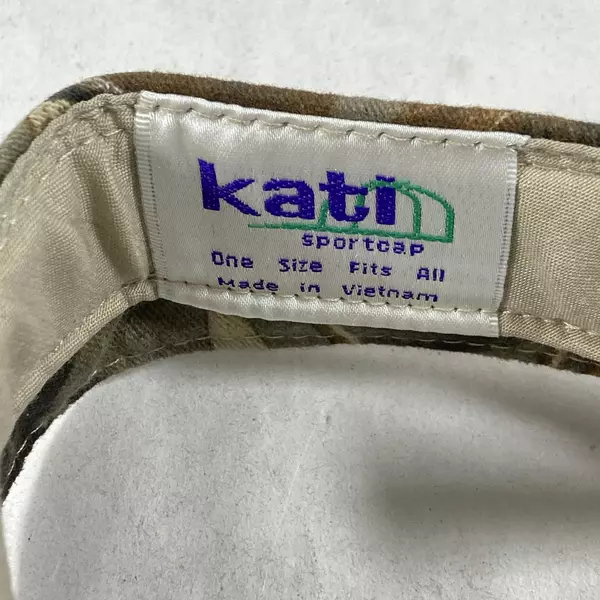 kati
sportcap
One Size Fits All
Made in Vietnam